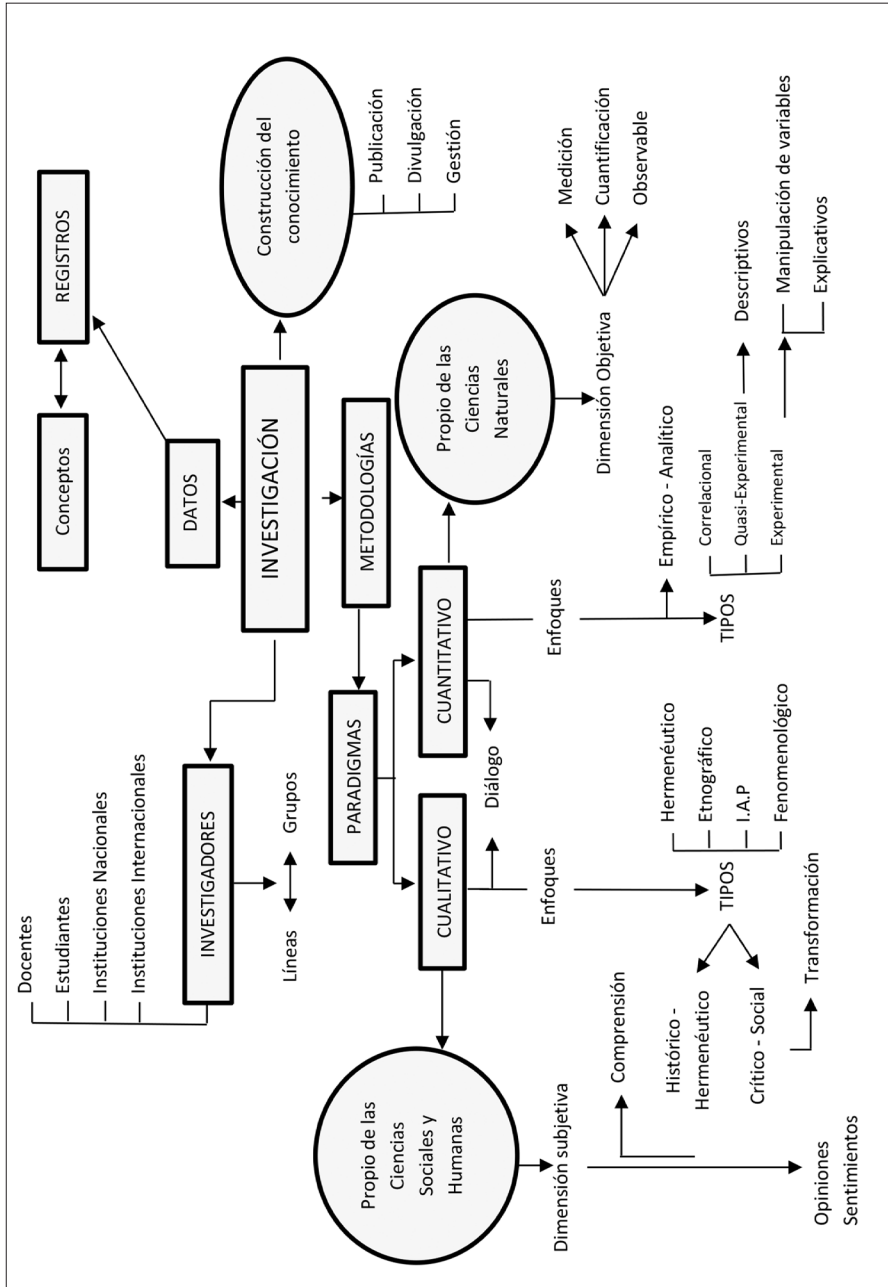 Docentes
Estudiantes
Instituciones Nacionales
Instituciones Internacionales
INVESTIGADORES
Líneas
Grupos
Conceptos
REGISTROS
DATOS
INVESTIGACIÓN
Construcción del
conocimiento
Publicación
Divulgación
Gestión
METODOLOGÍAS
PARADIGMAS
CUALITATIVO
CUANTITATIVO
Diálogo
Propio de las
Ciencias
Sociales y
Humanas
Propio de las
Ciencias
Naturales
Dimensión subjetiva
Enfoques
Enfoques
Dimensión Objetiva
Medición
Cuantificación
Observable
Comprensión
Opiniones
Sentimientos
Histórico -
Hermenéutico
Crítico - Social
Transformación
TIPOS
Hermenéutico
Etnográfico
I.A.P
Fenomenológico
Empírico - Analítico
TIPOS
Correlacional
Quasi-Experimental
Experimental
Descriptivos
Manipulación de variables
Explicativos